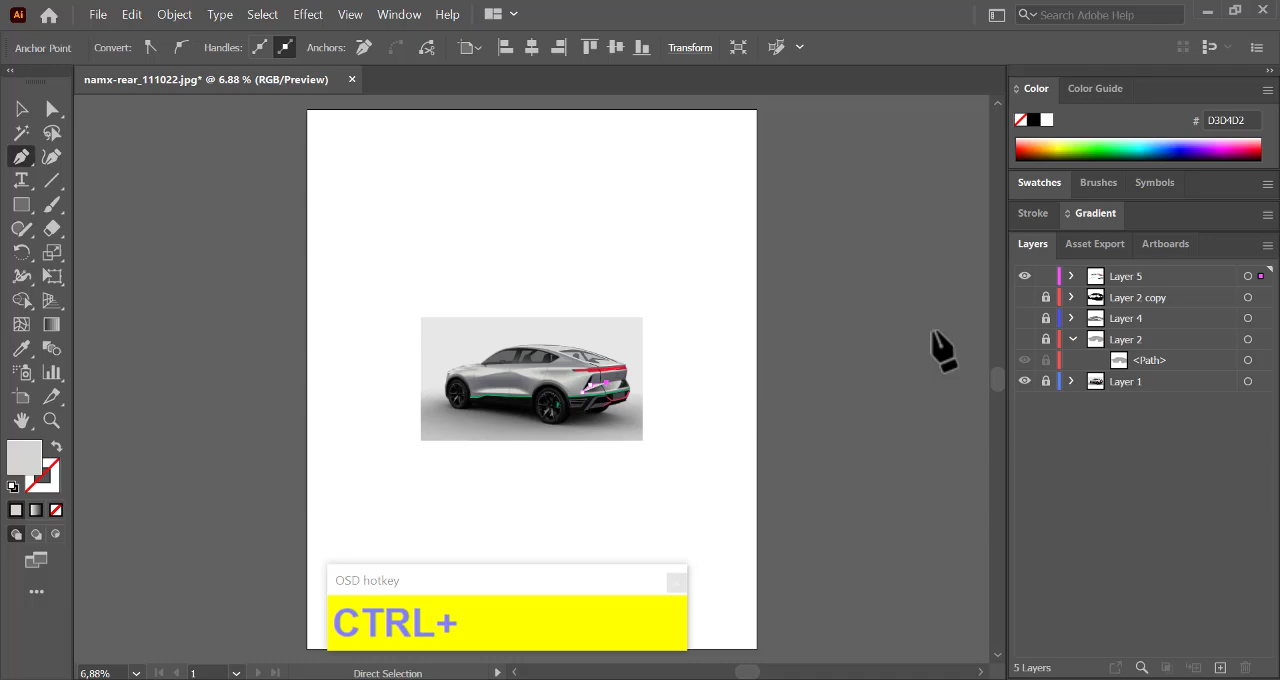 Ai File Edit Object Type Select Effect View Window Help Search Adobe Help
Anchor Point Convert: Handles: Anchors: Transform
namx-rear_111022.jpg* @ 6.88 % (RGB/Preview)
Color Color Guide
# D3D4D2
Swatches Brushes Symbols
Stroke Gradient
Layers Asset Export Artboards
Layer 5
Layer 2 copy
Layer 4
Layer 2
<Path>
Layer 1
OSD hotkey
CTRL+
6,88% 1 Direct Selection
5 Layers